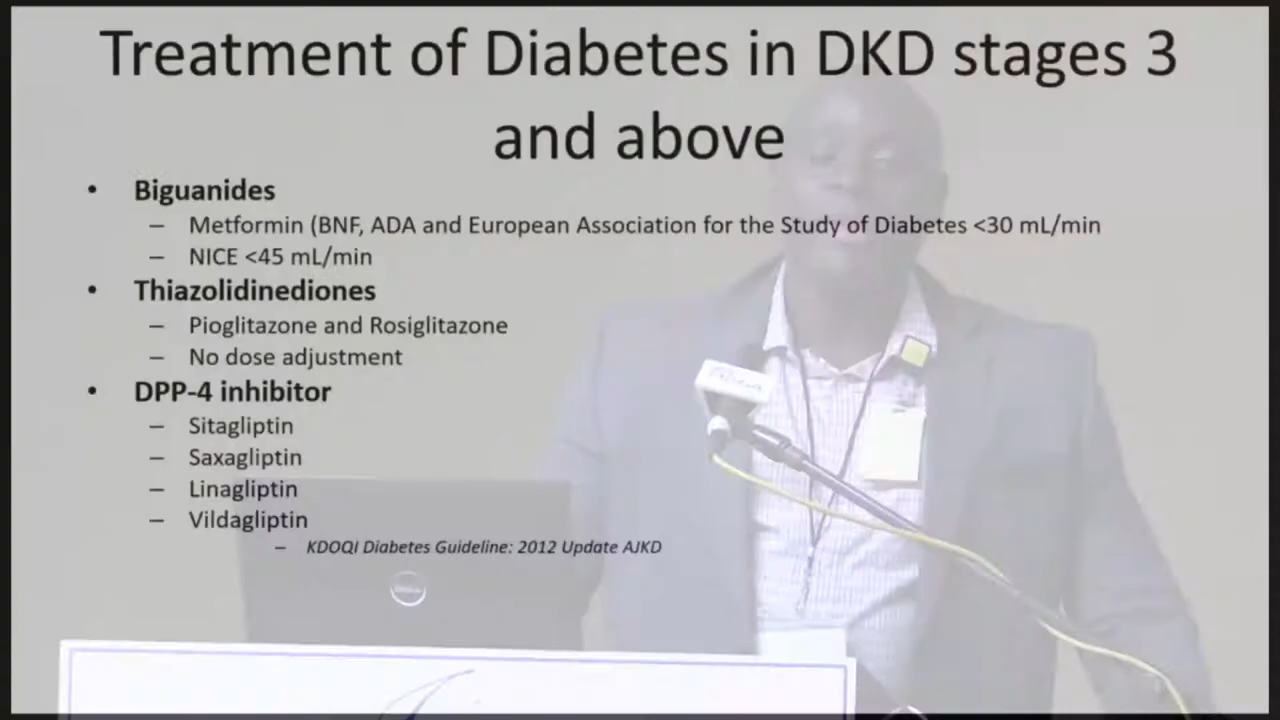 Treatment of Diabetes in DKD stages 3
and above
• Biguanides
– Metformin (BNF, ADA and European Association for the Study of Diabetes <30 mL/min
– NICE <45 mL/min
• Thiazolidinediones
– Pioglitazone and Rosiglitazone
– No dose adjustment
• DPP-4 inhibitor
– Sitagliptin
– Saxagliptin
– Linagliptin
– Vildagliptin
– KDOQI Diabetes Guideline: 2012 Update AJKD